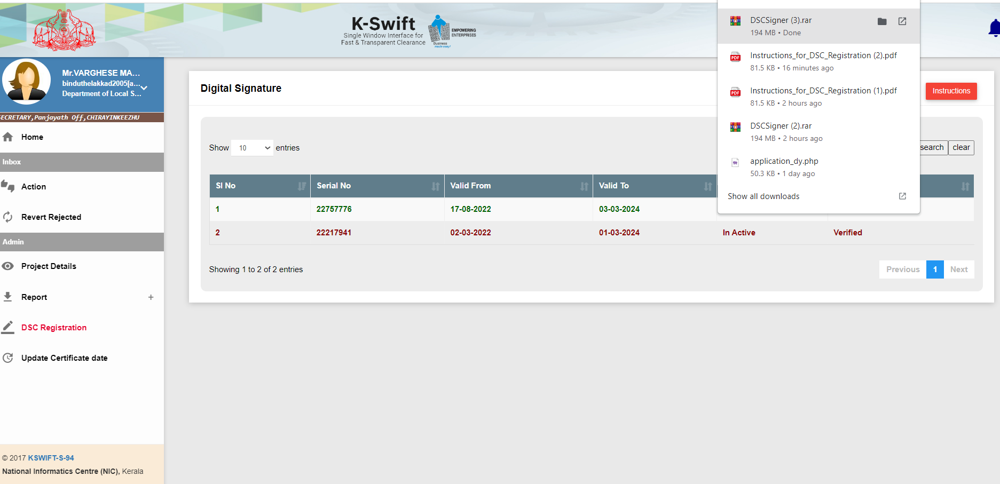 K-Swift
Single Window Interface for
Fast & Transparent Clearance
EMPOWERING
ENTERPRISES
Business
made easy!
DSCSigner (3).rar
194 MB • Done
Instructions_for_DSC_Registration (2).pdf
81.5 KB • 16 minutes ago
Instructions_for_DSC_Registration (1).pdf
81.5 KB • 2 hours ago
DSCSigner (2).rar
194 MB • 2 hours ago
application_dy.php
50.3 KB • 1 day ago
Show all downloads
Mr.VARGHESE MA...
binduthelakkad2005[a...
Department of Local S...
SECRETARY,Panjayath Off,CHIRAYINKEEZHU
Home
Inbox
Action
Revert Rejected
Admin
Project Details
Report +
DSC Registration
Update Certificate date
© 2017 KSWIFT-S-94
National Informatics Centre (NIC), Kerala
Digital Signature
Instructions
Show 10 entries
search clear
Sl No Serial No Valid From Valid To
1 22757776 17-08-2022 03-03-2024
2 22217941 02-03-2022 01-03-2024 In Active Verified
Showing 1 to 2 of 2 entries
Previous 1 Next